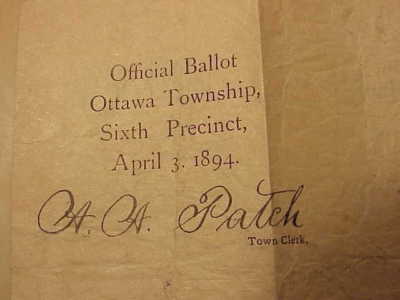 Official Ballot
Ottawa Township,
Sixth Precinct,
April 3, 1894.
A. A. Patch
Town Clerk.